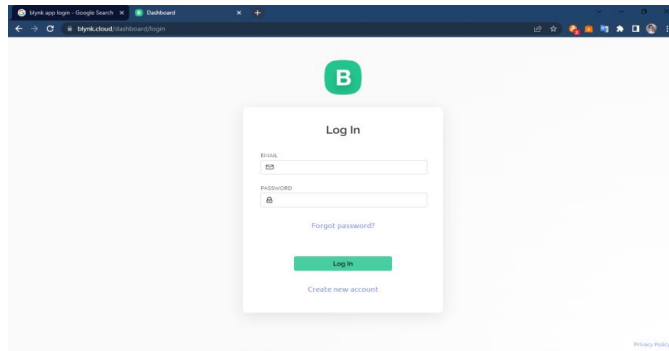 blynk app login - Google Search
Dashboard
blynk.cloud/dashboard/login
B
Log In
EMAIL
PASSWORD
Forgot password?
Log In
Create new account
Privacy Policy